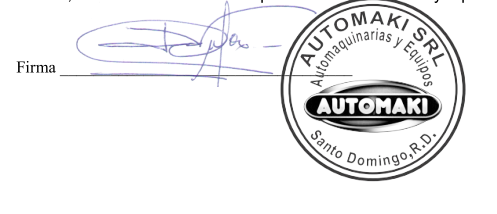 Firma
AUTOMAKI SRL
Automaquinarias y Equipos
AUTOMAKI
Santo Domingo, R.D.